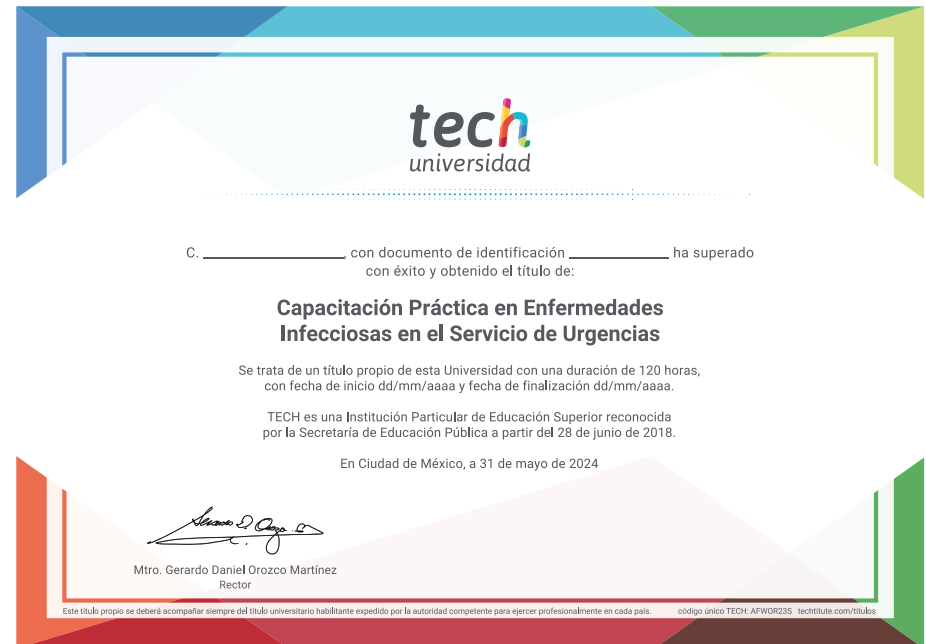 tech
universidad
C. ____________, con documento de identificación ____________ ha superado
con éxito y obtenido el título de:
Capacitación Práctica en Enfermedades
Infecciosas en el Servicio de Urgencias
Se trata de un título propio de esta Universidad con una duración de 120 horas,
con fecha de inicio dd/mm/aaaa y fecha de finalización dd/mm/aaaa.
TECH es una Institución Particular de Educación Superior reconocida
por la Secretaría de Educación Pública a partir del 28 de junio de 2018.
En Ciudad de México, a 31 de mayo de 2024
Mtro. Gerardo Daniel Orozco Martínez
Rector
Este título propio se deberá acompañar siempre del título universitario habilitante expedido por la autoridad competente para ejercer profesionalmente en cada país. código único TECH: AFWOR23S techtitute.com/titulos